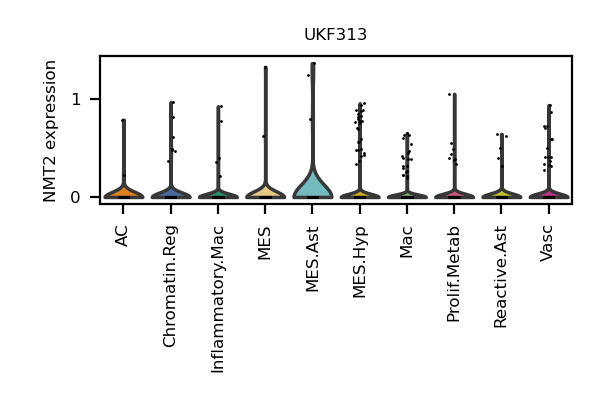 UKF313
NMT2 expression
1
0
AC
Chromatin.Reg
Inflammatory.Mac
MES
MES.Ast
MES.Hyp
Mac
Prolif.Metab
Reactive.Ast
Vasc